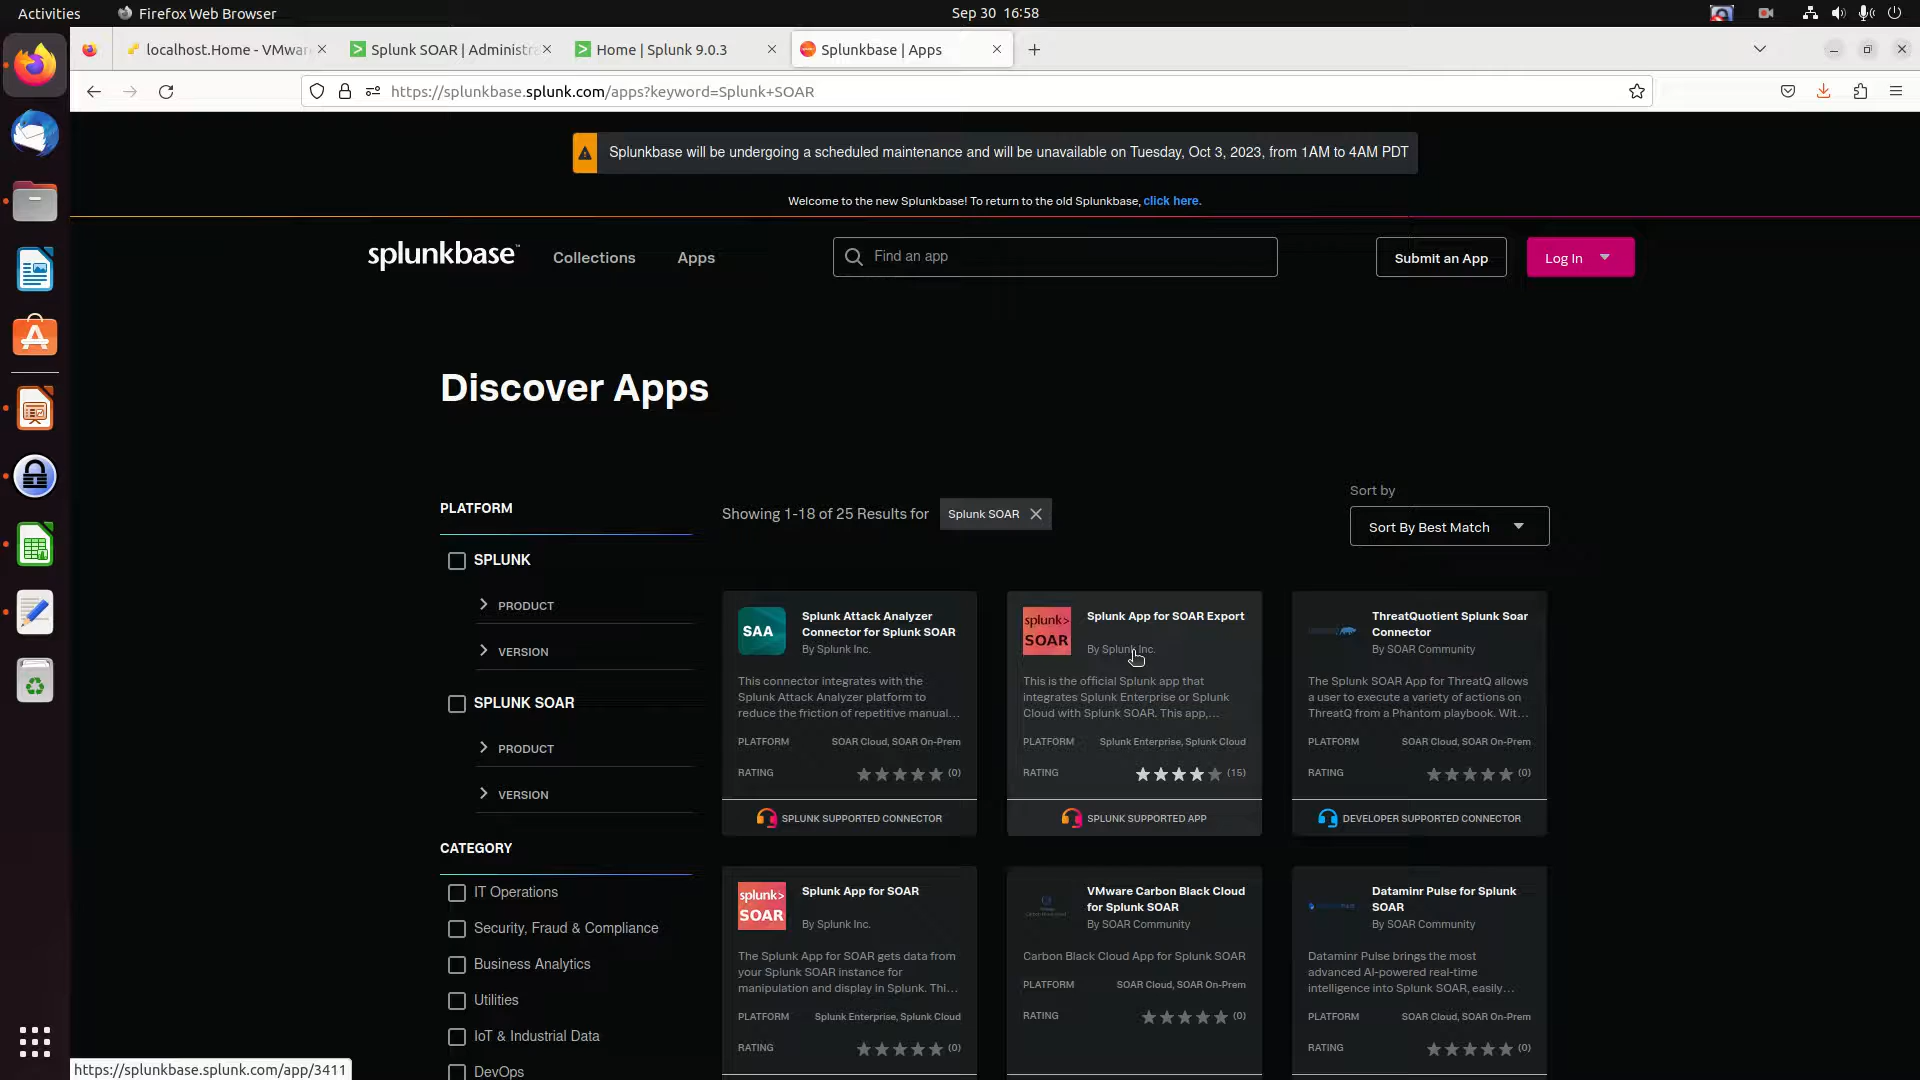 Activities
Firefox Web Browser
Sep 30 16:58
localhost.Home - VMwar
Splunk SOAR | Administra
Home | Splunk 9.0.3
Splunkbase | Apps
https://splunkbase.splunk.com/apps?keyword=Splunk+SOAR
Splunkbase will be undergoing a scheduled maintenance and will be unavailable on Tuesday, Oct 3, 2023, from 1AM to 4AM PDT
Welcome to the new Splunkbase! To return to the old Splunkbase, click here.
splunkbase™
Collections
Apps
Find an app
Submit an App
Log In
Discover Apps
PLATFORM
SPLUNK
PRODUCT
VERSION
SPLUNK SOAR
PRODUCT
VERSION
CATEGORY
IT Operations
Security, Fraud & Compliance
Business Analytics
Utilities
IoT & Industrial Data
DevOps
Showing 1-18 of 25 Results for
Splunk SOAR
Sort by
Sort By Best Match
SAA
Splunk Attack Analyzer
Connector for Splunk SOAR
By Splunk Inc.
This connector integrates with the
Splunk Attack Analyzer platform to
reduce the friction of repetitive manual...
PLATFORM SOAR Cloud, SOAR On-Prem
RATING (0)
SPLUNK SUPPORTED CONNECTOR
splunk>
SOAR
Splunk App for SOAR Export
By Splunk Inc.
This is the official Splunk app that
integrates Splunk Enterprise or Splunk
Cloud with Splunk SOAR. This app,...
PLATFORM Splunk Enterprise, Splunk Cloud
RATING (15)
SPLUNK SUPPORTED APP
ThreatQuotient Splunk Soar
Connector
By SOAR Community
The Splunk SOAR App for ThreatQ allows
a user to execute a variety of actions on
ThreatQ from a Phantom playbook. Wit...
PLATFORM SOAR Cloud, SOAR On-Prem
RATING (0)
DEVELOPER SUPPORTED CONNECTOR
splunk>
SOAR
Splunk App for SOAR
By Splunk Inc.
The Splunk App for SOAR gets data from
your Splunk SOAR instance for
manipulation and display in Splunk. Thi...
PLATFORM Splunk Enterprise, Splunk Cloud
RATING (0)
VMware Carbon Black Cloud
for Splunk SOAR
By SOAR Community
Carbon Black Cloud App for Splunk SOAR
PLATFORM SOAR Cloud, SOAR On-Prem
RATING (0)
Dataminr Pulse for Splunk
SOAR
By SOAR Community
Dataminr Pulse brings the most
advanced AI-powered real-time
intelligence into Splunk SOAR, easily...
PLATFORM SOAR Cloud, SOAR On-Prem
RATING (0)
https://splunkbase.splunk.com/app/3411